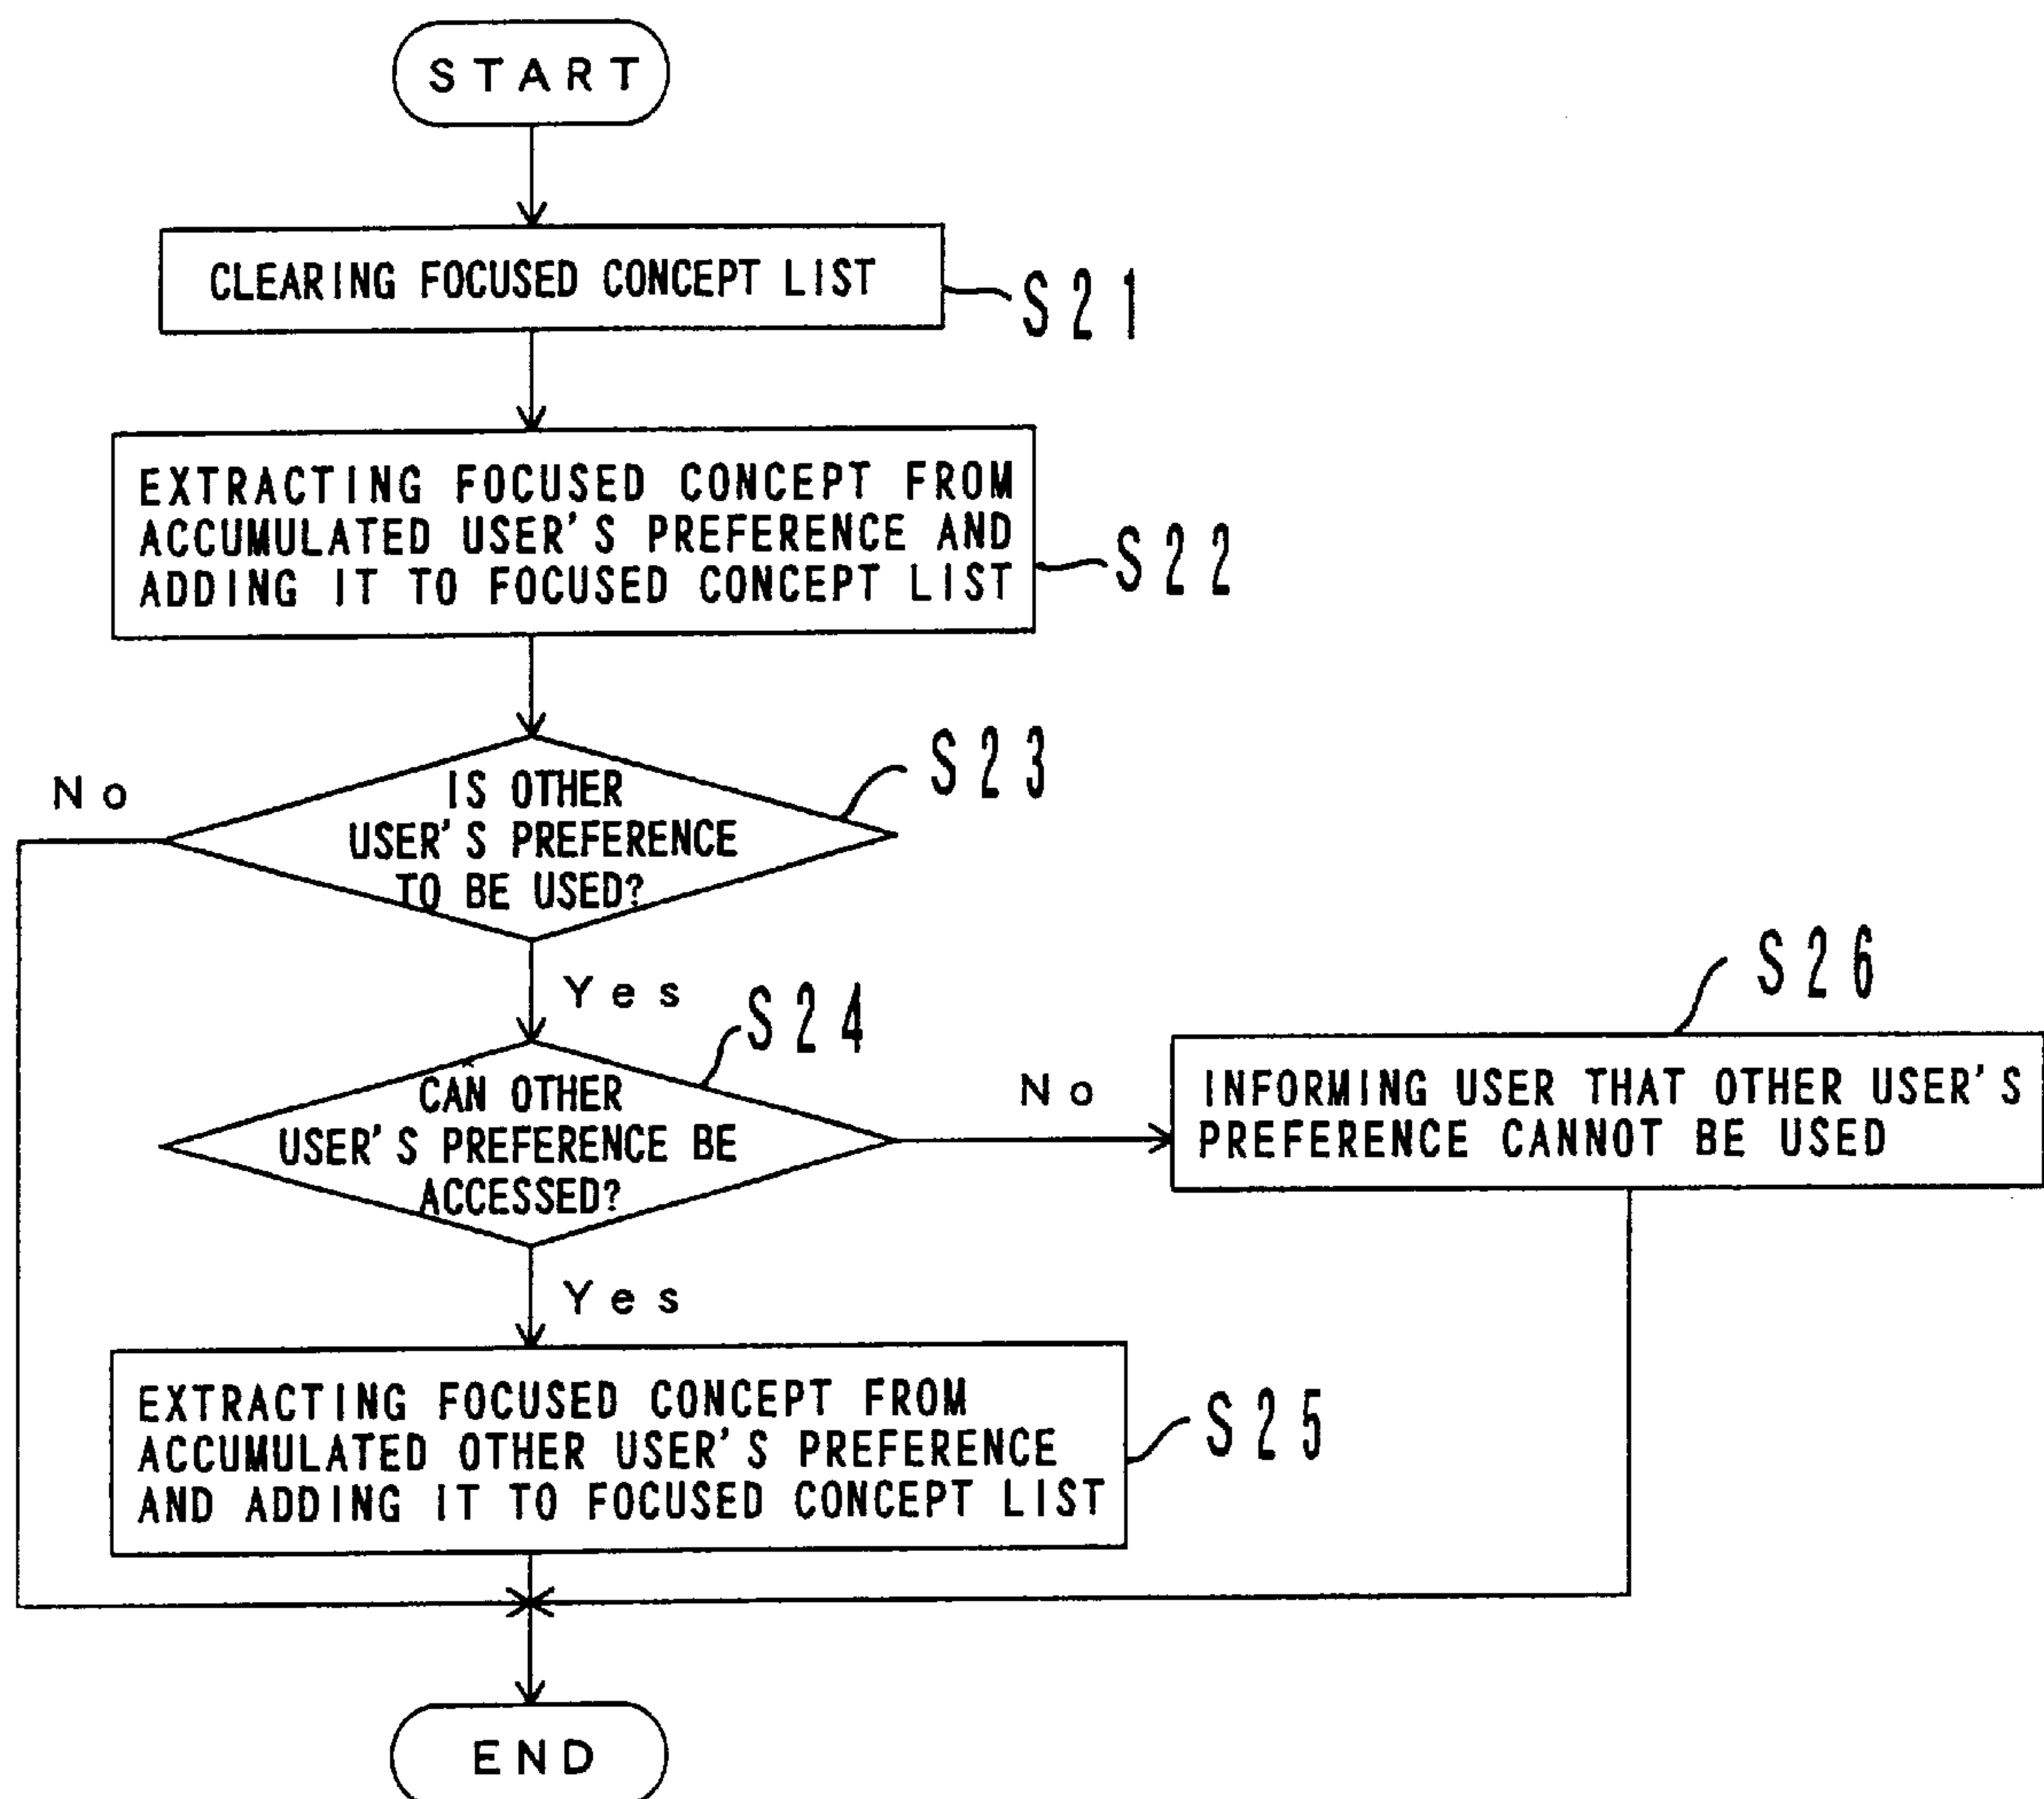 START
CLEARING FOCUSED CONCEPT LIST
S21
EXTRACTING FOCUSED CONCEPT FROM
ACCUMULATED USER'S PREFERENCE AND
ADDING IT TO FOCUSED CONCEPT LIST
S22
IS OTHER
USER'S PREFERENCE
TO BE USED?
S23
No
Yes
CAN OTHER
USER'S PREFERENCE BE
ACCESSED?
S24
No
INFORMING USER THAT OTHER USER'S
PREFERENCE CANNOT BE USED
S26
Yes
EXTRACTING FOCUSED CONCEPT FROM
ACCUMULATED OTHER USER'S PREFERENCE
AND ADDING IT TO FOCUSED CONCEPT LIST
S25
END